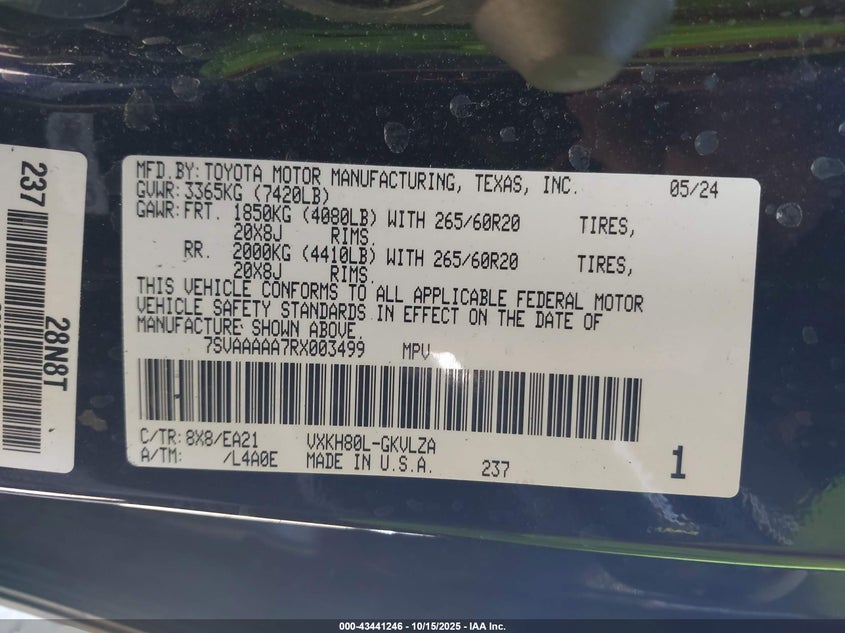 MFD.BY:TOYOTA MOTOR MANUFACTURING, TEXAS, INC. 05/24
GVWR:3365KG (7420LB)
GAWR:FRT. 1850KG (4080LB) WITH 265/60R20 TIRES,
20X8J RIMS.
RR. 2000KG (4410LB) WITH 265/60R20 TIRES,
20X8J RIMS.
THIS VEHICLE CONFORMS TO ALL APPLICABLE FEDERAL MOTOR
VEHICLE SAFETY STANDARDS IN EFFECT ON THE DATE OF
MANUFACTURE SHOWN ABOVE.
7SVAAAAA7RX003499 MPV
C/TR:8X8/EA21 VXKH80L-GKVLZA
A/TM: /L4A0E MADE IN U.S.A. 237 1
237
28N8T
000-43441246 - 10/15/2025 - IAA Inc.